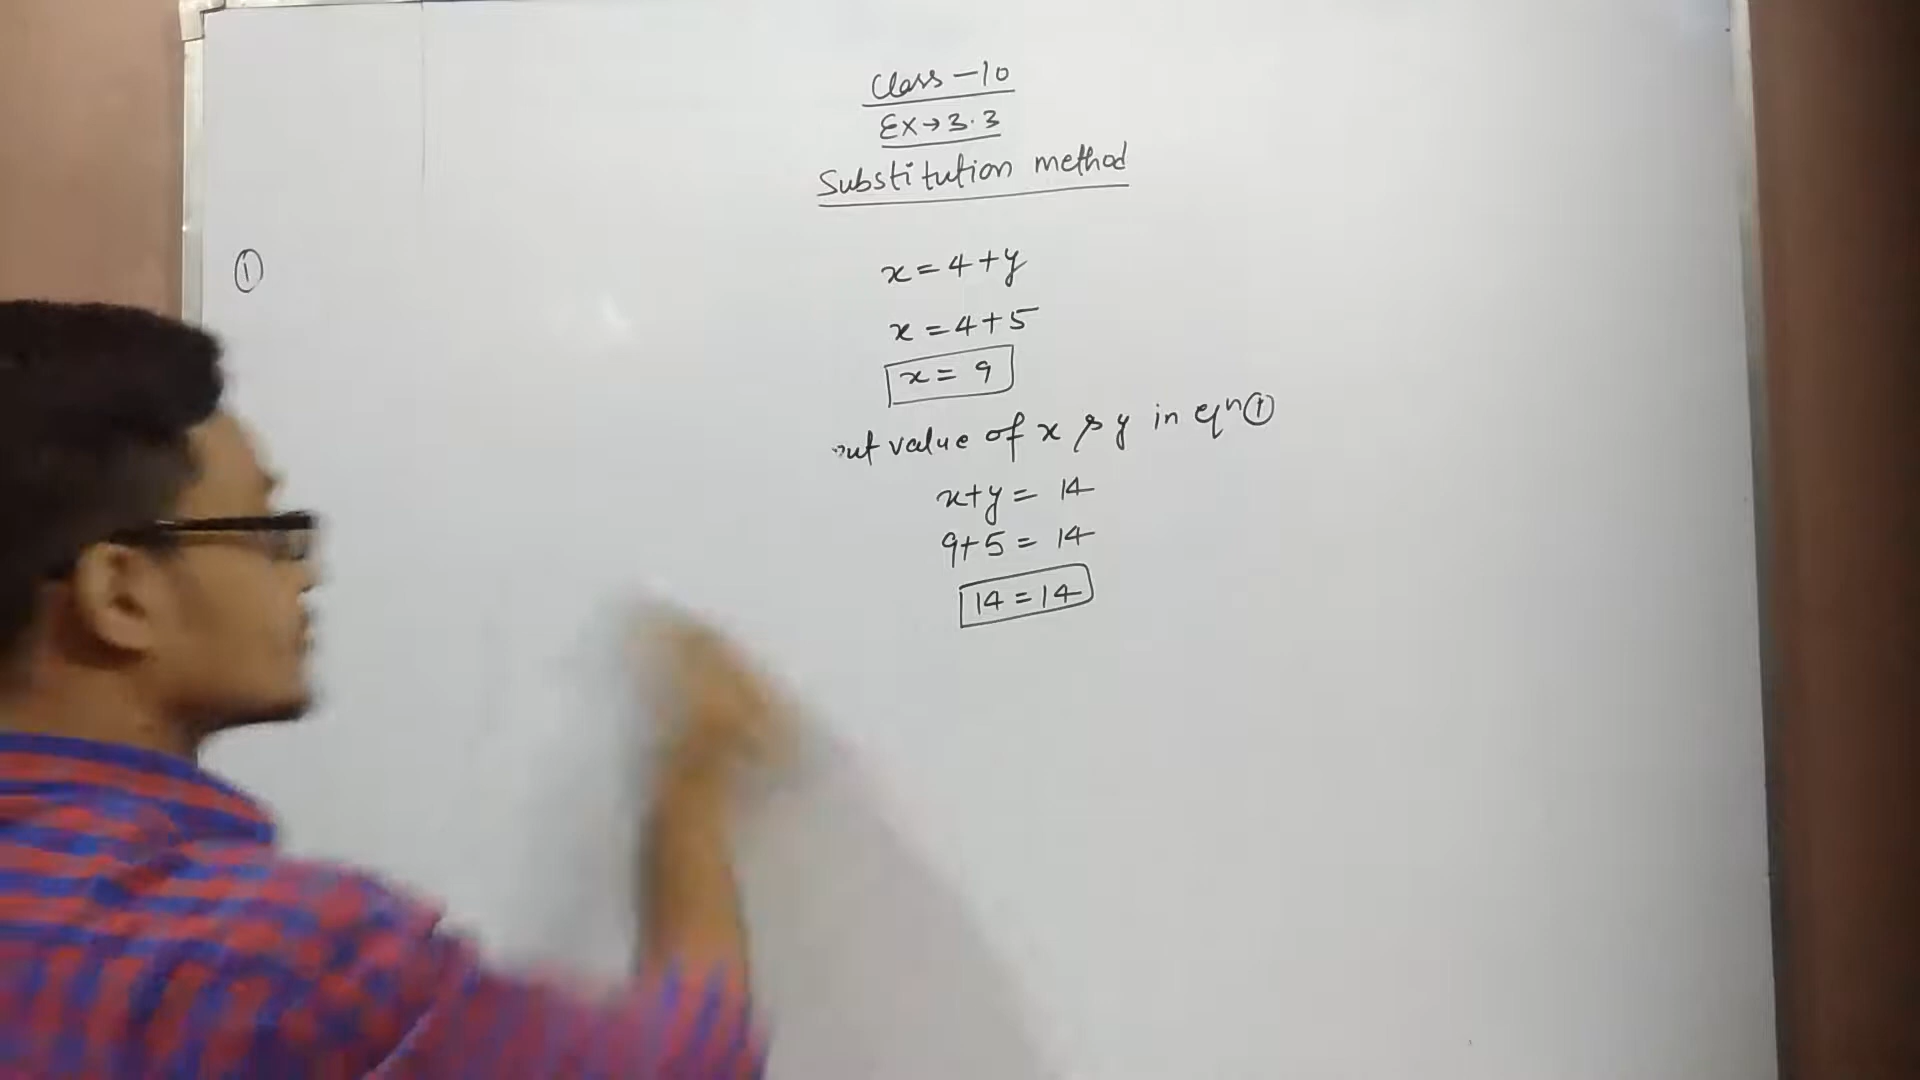 Class - 10
Ex → 3.3
Substitution method
①
x = 4 + y
x = 4 + 5
x = 9
value of x & y in eqn ①
x + y = 14
9 + 5 = 14
14 = 14